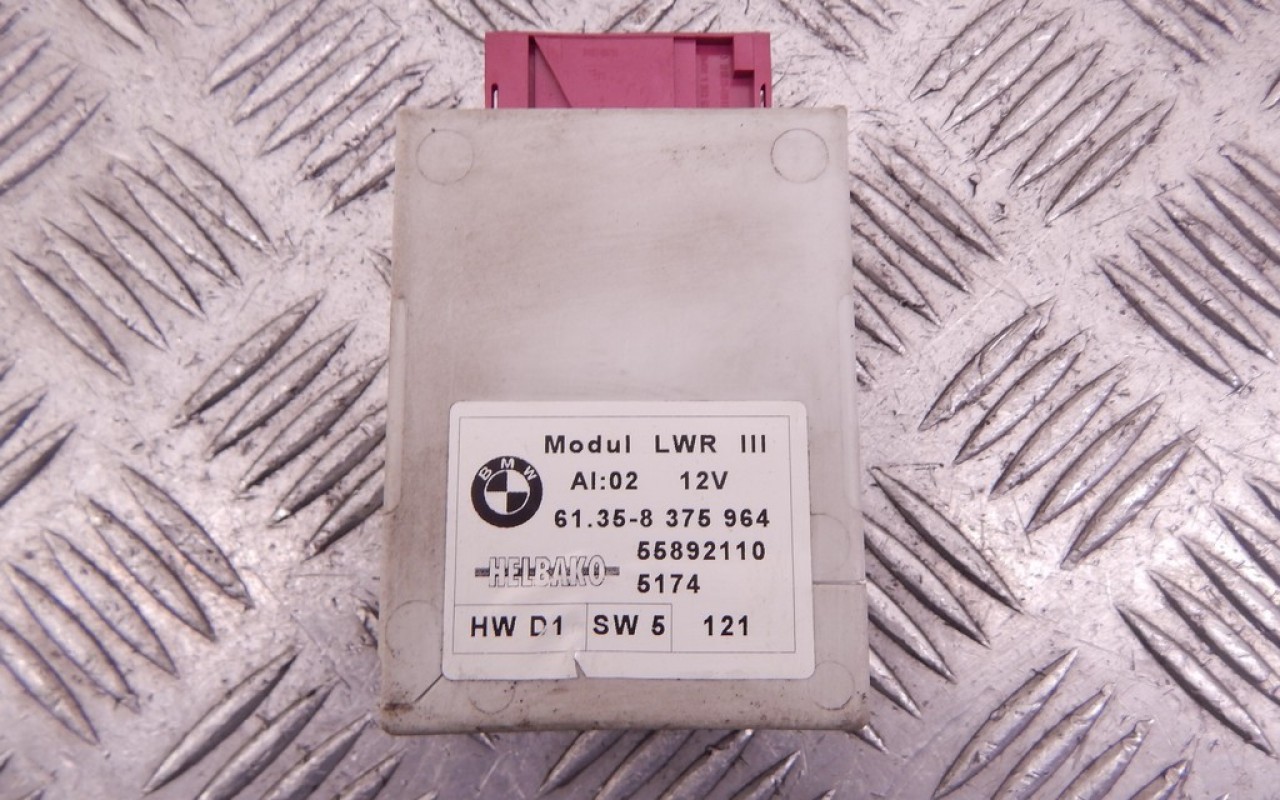 Modul LWR III
BMW
AI:02 12V
61.35-8 375 964
55892110
HELBAKO
5174
HW D1 SW 5 121